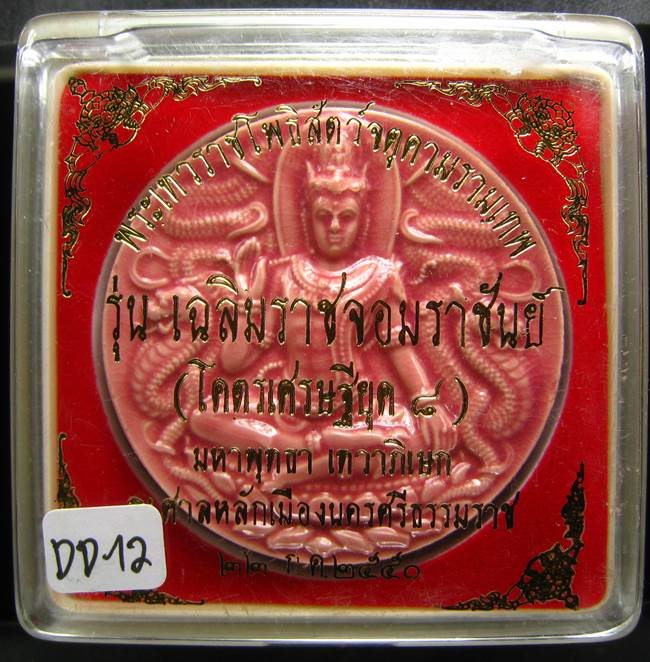 พระเทวราชโพธิสัตว์จตุคามรามเทพ
รุ่น เฉลิมราชจอมราชันย์
(โคตรเศรษฐียุค ๘)
มหาพุทธา เทวาภิเษก
ณ ศาลหลักเมืองนครศรีธรรมราช
๒๒ ก.ค.๒๕๕๐
DD12